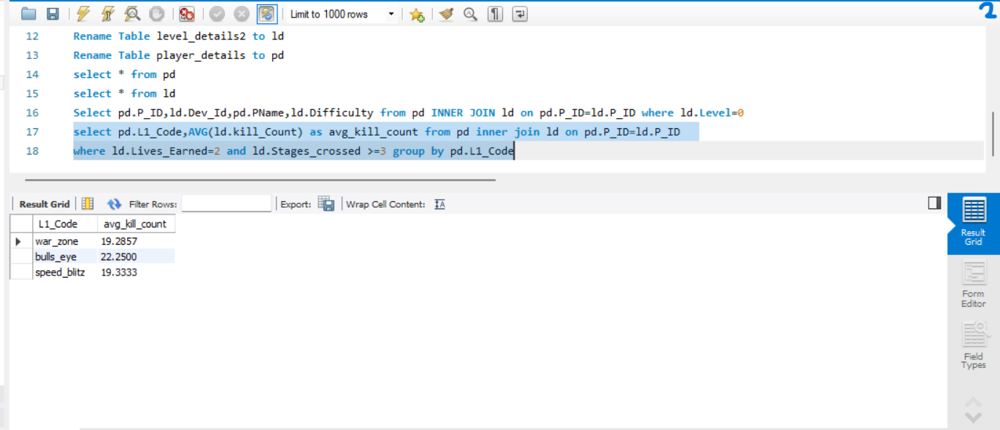 Limit to 1000 rows
2
12 Rename Table level_details2 to ld
13 Rename Table player_details to pd
14 select * from pd
15 select * from ld
16 Select pd.P_ID,ld.Dev_Id,pd.PName,ld.Difficulty from pd INNER JOIN ld on pd.P_ID=ld.P_ID where ld.Level=0
17 select pd.L1_Code,AVG(ld.kill_Count) as avg_kill_count from pd inner join ld on pd.P_ID=ld.P_ID
18 where ld.Lives_Earned=2 and ld.Stages_crossed >=3 group by pd.L1_Code
Result Grid Filter Rows: Export: Wrap Cell Content: IA
L1_Code avg_kill_count
war_zone 19.2857
bulls_eye 22.2500
speed_blitz 19.3333
Result
Grid
Form
Editor
Field
Types